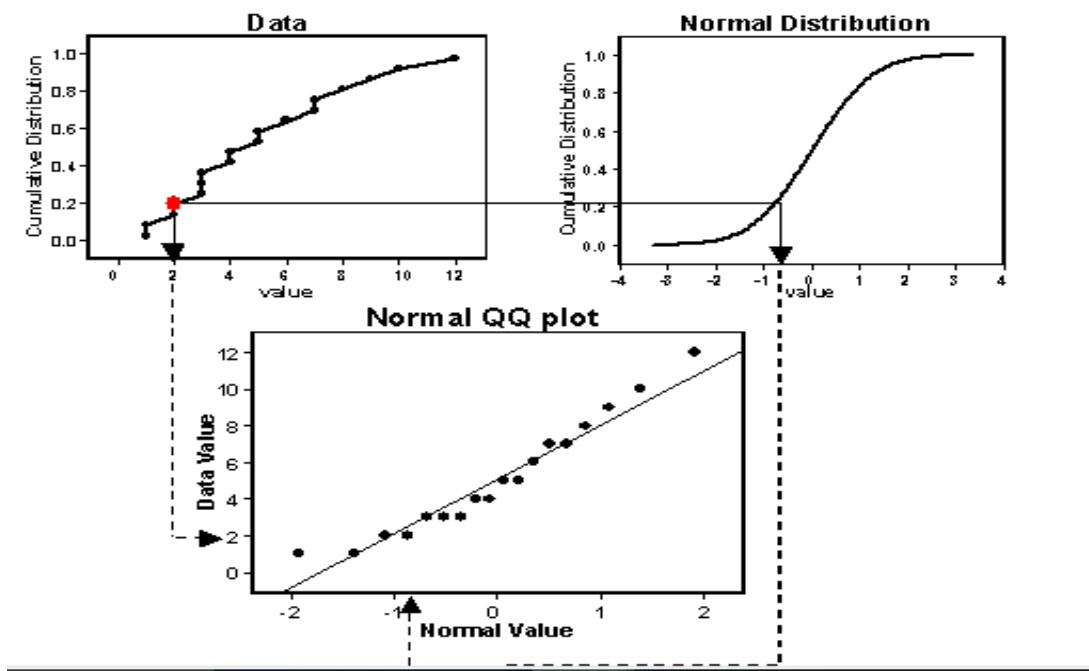 Data
Normal Distribution
Cumulative Distribution
1.0
0.8
0.6
0.4
0.2
0.0
0 2 4 6 8 10 12
value
Cumulative Distribution
1.0
0.8
0.6
0.4
0.2
0.0
-4 -3 -2 -1 0 1 2 3 4
value
Normal QQ plot
Data Value
12
10
8
6
4
2
0
-2 -1 0 1 2
Normal Value